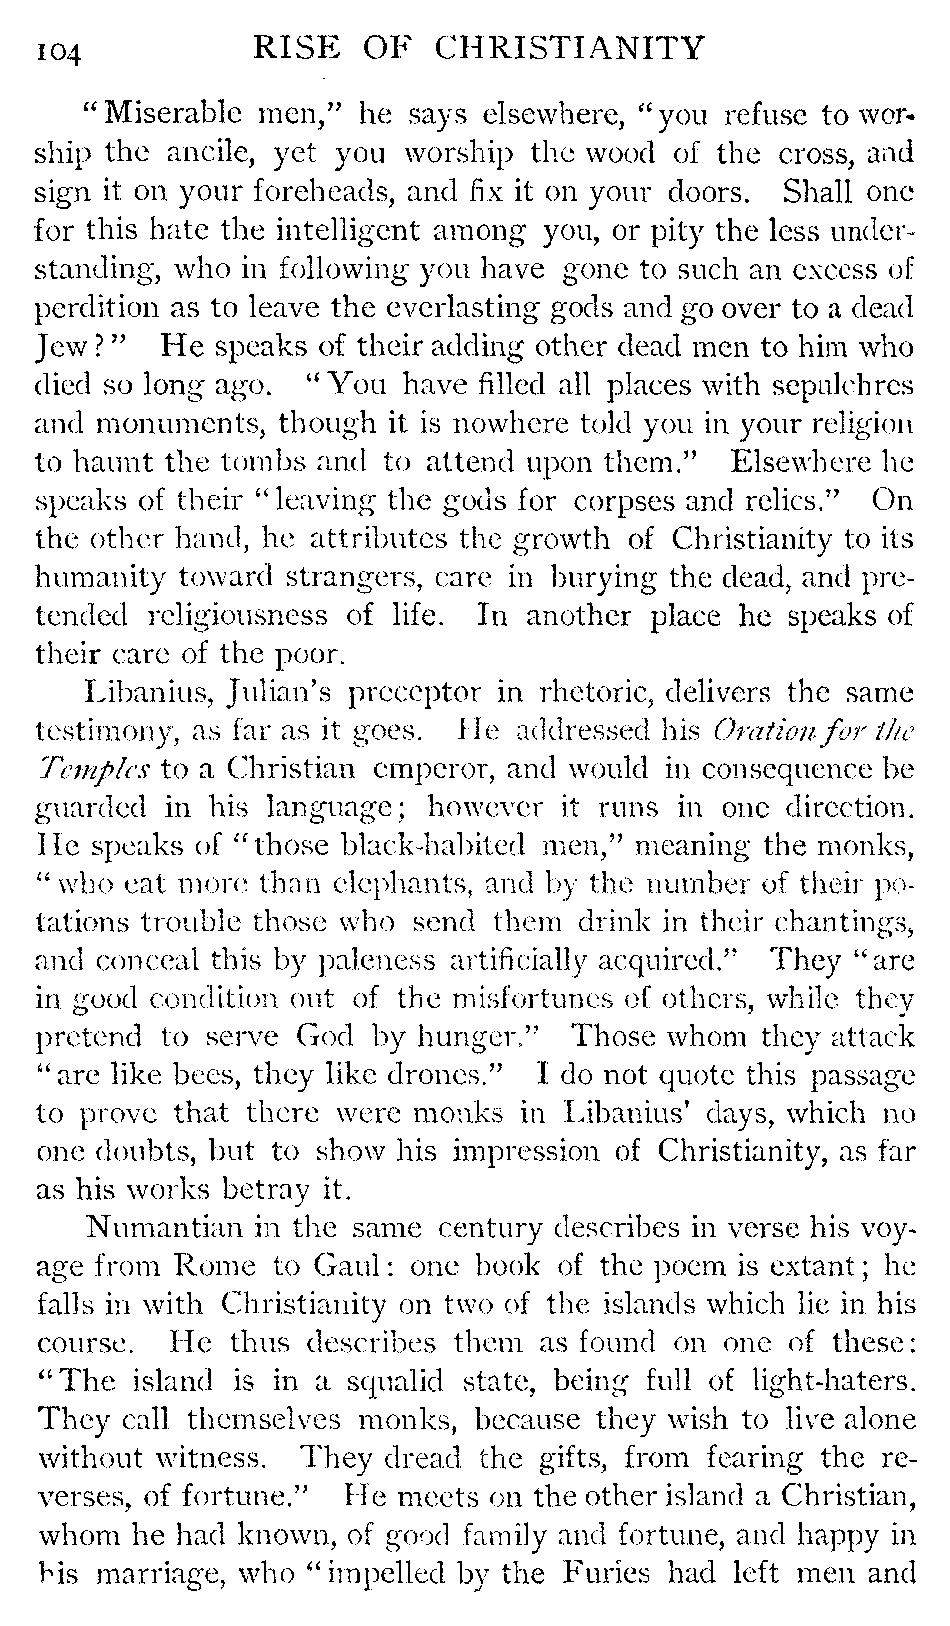 104 RISE OF CHRISTIANITY
“Miserable men,” he says elsewhere, “you refuse to wor-
ship the ancile, yet you worship the wood of the cross, and
sign it on your foreheads, and fix it on your doors. Shall one
for this hate the intelligent among you, or pity the less under-
standing, who in following you have gone to such an excess of
perdition as to leave the everlasting gods and go over to a dead
Jew?” He speaks of their adding other dead men to him who
died so long ago. “You have filled all places with sepulchres
and monuments, though it is nowhere told you in your religion
to haunt the tombs and to attend upon them.” Elsewhere he
speaks of their “leaving the gods for corpses and relics.” On
the other hand, he attributes the growth of Christianity to its
humanity toward strangers, care in burying the dead, and pre-
tended religiousness of life. In another place he speaks of
their care of the poor.
Libanius, Julian’s preceptor in rhetoric, delivers the same
testimony, as far as it goes. He addressed his Oration for the
Temples to a Christian emperor, and would in consequence be
guarded in his language; however it runs in one direction.
He speaks of “those black-habited men,” meaning the monks,
“who eat more than elephants, and by the number of their po-
tations trouble those who send them drink in their chantings,
and conceal this by paleness artificially acquired.” They “are
in good condition out of the misfortunes of others, while they
pretend to serve God by hunger.” Those whom they attack
“are like bees, they like drones.” I do not quote this passage
to prove that there were monks in Libanius’ days, which no
one doubts, but to show his impression of Christianity, as far
as his works betray it.
Numantian in the same century describes in verse his voy-
age from Rome to Gaul: one book of the poem is extant; he
falls in with Christianity on two of the islands which lie in his
course. He thus describes them as found on one of these:
“The island is in a squalid state, being full of light-haters.
They call themselves monks, because they wish to live alone
without witness. They dread the gifts, from fearing the re-
verses, of fortune.” He meets on the other island a Christian,
whom he had known, of good family and fortune, and happy in
his marriage, who “impelled by the Furies had left men and